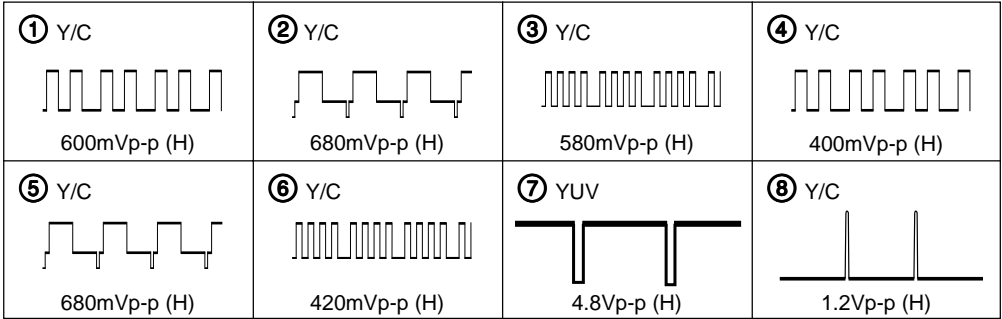 ① Y/C
600mVp-p (H)
② Y/C
680mVp-p (H)
③ Y/C
580mVp-p (H)
④ Y/C
400mVp-p (H)
⑤ Y/C
680mVp-p (H)
⑥ Y/C
420mVp-p (H)
⑦ YUV
4.8Vp-p (H)
⑧ Y/C
1.2Vp-p (H)